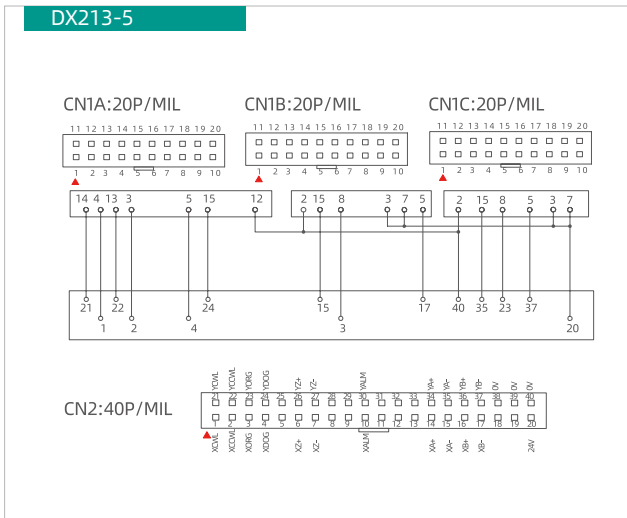 DX213-5
CN1A:20P/MIL
CN1B:20P/MIL
CN1C:20P/MIL
11 12 13 14 15 16 17 18 19 20
11 12 13 14 15 16 17 18 19 20
11 12 13 14 15 16 17 18 19 20
1 2 3 4 5 6 7 8 9 10
1 2 3 4 5 6 7 8 9 10
1 2 3 4 5 6 7 8 9 10
14 4 13 3 5 15 12
2 15 8 3 7 5
2 15 8 5 3 7
21 22 24 15 17 40 35 23 37
1 2 4 3 20
YCWL YCCWL YORG YDOG YZ+ YZ- YALM YA+ YA- YB+ YB- 0V 0V 0V
21 22 23 24 25 26 27 28 29 30 31 32 33 34 35 36 37 38 39 40
CN2:40P/MIL
1 2 3 4 5 6 7 8 9 10 11 12 13 14 15 16 17 18 19 20
XCWL XCCWL XORG XDOG XZ+ XZ- XALM XA+ XA- XB+ XB- 24V